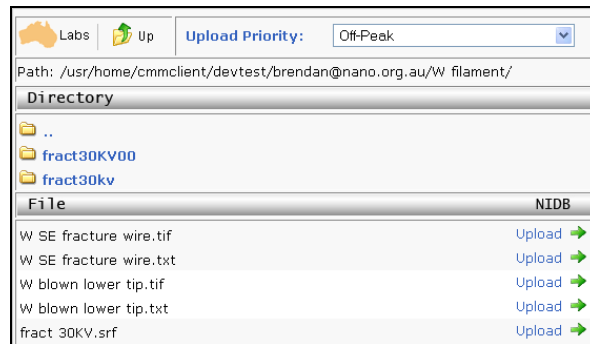 Labs Up Upload Priority: Off-Peak
Path: /usr/home/cmmclient/devtest/brendan@nano.org.au/W filament/
Directory
..
fract30KV00
fract30kv
File NIDB
W SE fracture wire.tif Upload
W SE fracture wire.txt Upload
W blown lower tip.tif Upload
W blown lower tip.txt Upload
fract 30KV.srf Upload